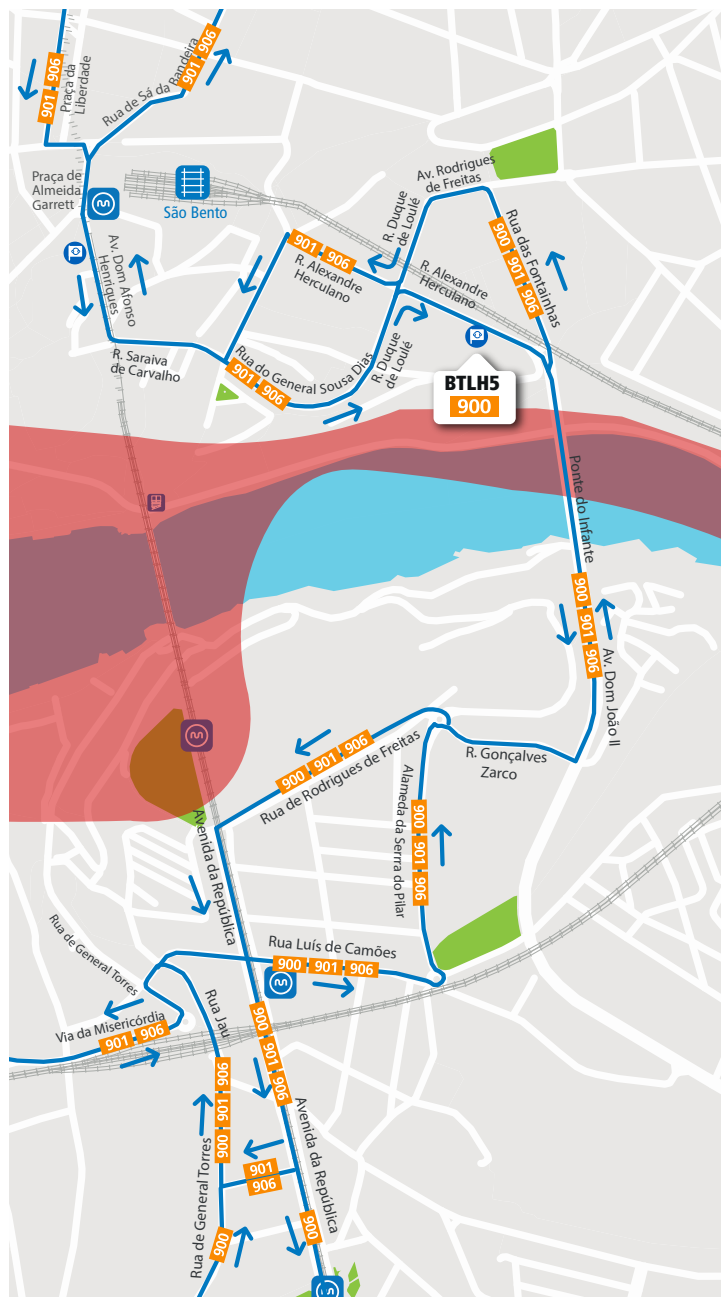 906
901
Praça da
Liberdade
Rua de Sá da Bandeira
901 906
Praça de
Almeida
Garrett
São Bento
Av. Dom Afonso
Henriques
R. Saraiva
de Carvalho
901 906
R. Alexandre
Herculano
R. Duque
de Loulé
Av. Rodrigues
de Freitas
Rua das Fontaínhas
900 901 906
R. Alexandre
Herculano
Rua do General Sousa Dias
901 906
R. Duque
de Loulé
BTLH5
900
Ponte do Infante
900 901 906
Av. Dom João II
R. Gonçalves
Zarco
900 901 906
Rua de Rodrigues de Freitas
Alameda da Serrra do Pilar
900 901 906
Avenida da República
Rua Luís de Camões
900 901 906
Rua de General Torres
Via da Misericórdia
901 906
Rua Jau
900 901 906
900 901 906
Avenida da República
901
906
Rua de General Torres
900
900